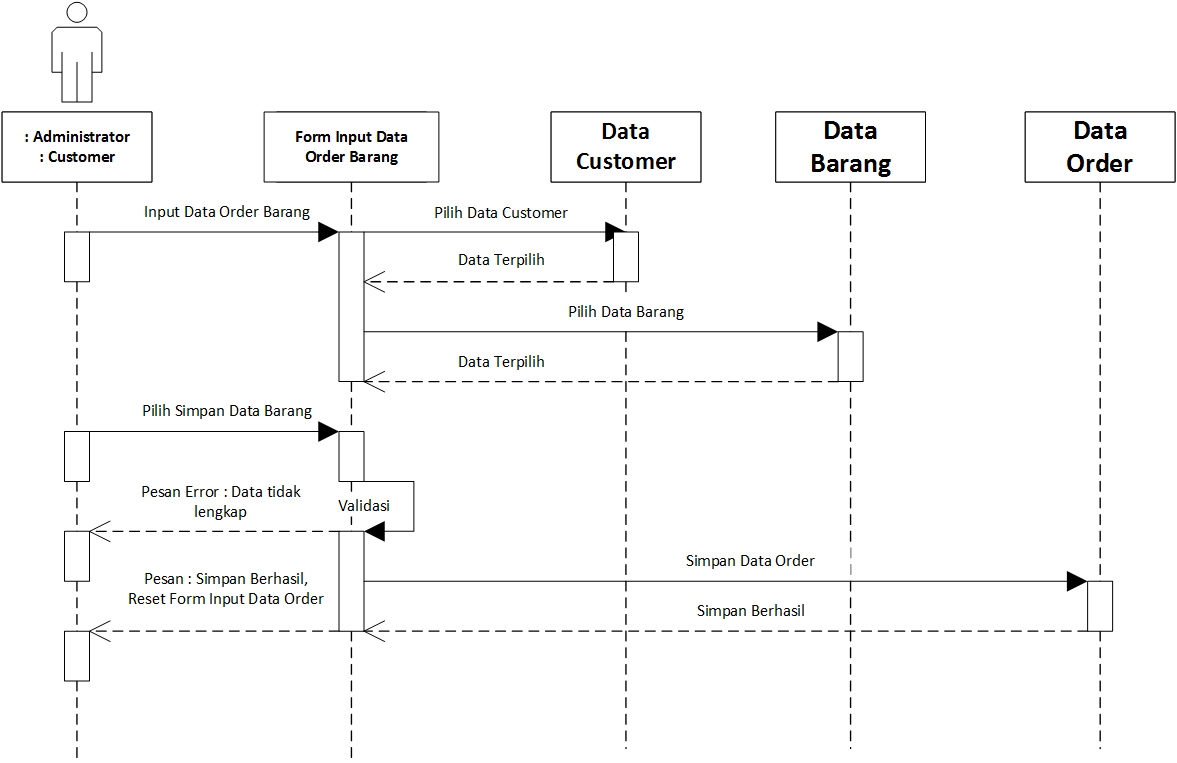 : Administrator
: Customer
Form Input Data
Order Barang
Data
Customer
Data
Barang
Data
Order
Input Data Order Barang
Pilih Data Customer
Data Terpilih
Pilih Data Barang
Data Terpilih
Pilih Simpan Data Barang
Pesan Error : Data tidak
lengkap
Validasi
Simpan Data Order
Pesan : Simpan Berhasil,
Reset Form Input Data Order
Simpan Berhasil